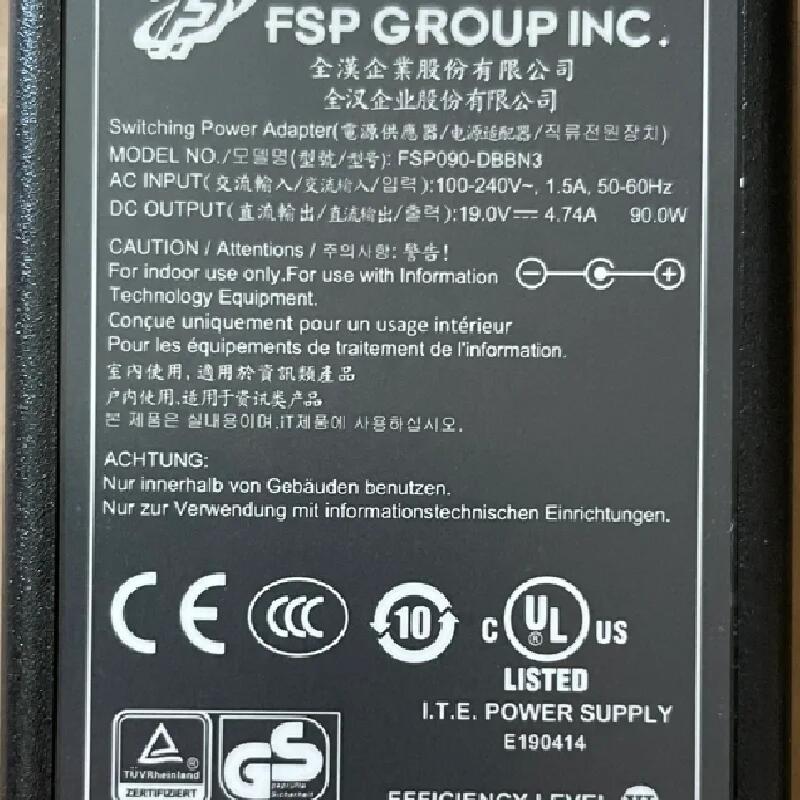 FSP GROUP INC.
全漢企業股份有限公司
全汉企业股份有限公司
Switching Power Adapter(電源供應器/电源适配器/직류전원장치)
MODEL NO./모델명(型號/型号): FSP090-DBBN3
AC INPUT(交流輸入/交流输入/입력):100-240V~, 1.5A, 50-60Hz
DC OUTPUT(直流輸出/直流输出/출력):19.0V⎓ 4.74A 90.0W
CAUTION / Attentions / 주의사항: 警告!
For indoor use only.For use with Information
Technology Equipment.
Conçue uniquement pour un usage intérieur
Pour les équipements de traitement de l'information.
室內使用, 適用於資訊類產品
户内使用,适用于资讯类产品
본 제품은 실내용이며,IT제품에 사용하십시오.
ACHTUNG:
Nur innerhalb von Gebäuden benutzen.
Nur zur Verwendung mit informationstechnischen Einrichtungen.
CE CCC 10 C UL ® US
LISTED
I.T.E. POWER SUPPLY
E190414
TÜVRheinland ®
ZERTIFIZIERT
GS
geprüfte
Sicherheit
EFFICIENCY LEVEL